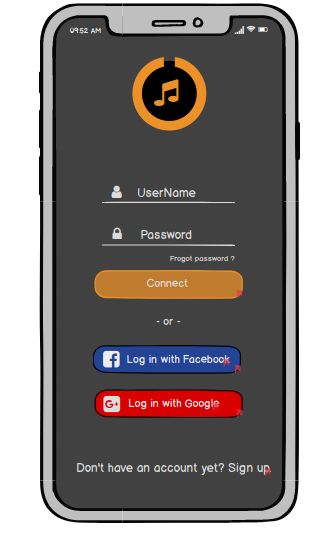 09:52 AM
UserName
Password
Frogot password ?
Connect
- or -
Log in with Facebook
Log in with Google
Don't have an account yet? Sign up